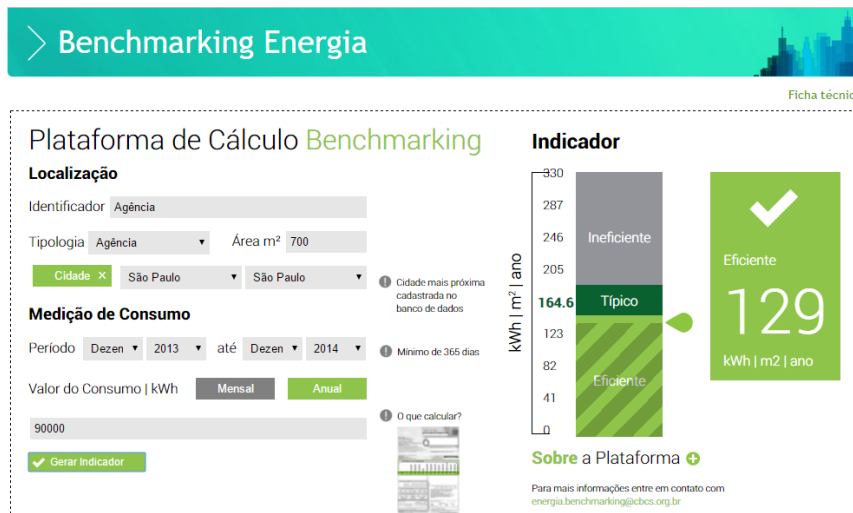 Benchmarking Energia
Ficha técnic
Plataforma de Cálculo Benchmarking
Localização
Identificador Agência
Tipologia Agência Área m² 700
Cidade × São Paulo São Paulo
Cidade mais próxima
cadastrada no
banco de dados
Medição de Consumo
Período Dezen 2013 até Dezen 2014
Mínimo de 365 dias
Valor do Consumo | kWh Mensal Anual
90000
O que calcular?
Gerar Indicador
Indicador
kWh | m² | ano
330
287
246
205
164.6
123
82
41
0
Ineficiente
Típico
Eficiente
Eficiente
129
kWh | m2 | ano
Sobre a Plataforma
Para mais informações entre em contato com
energia.benchmarking@cbcs.org.br